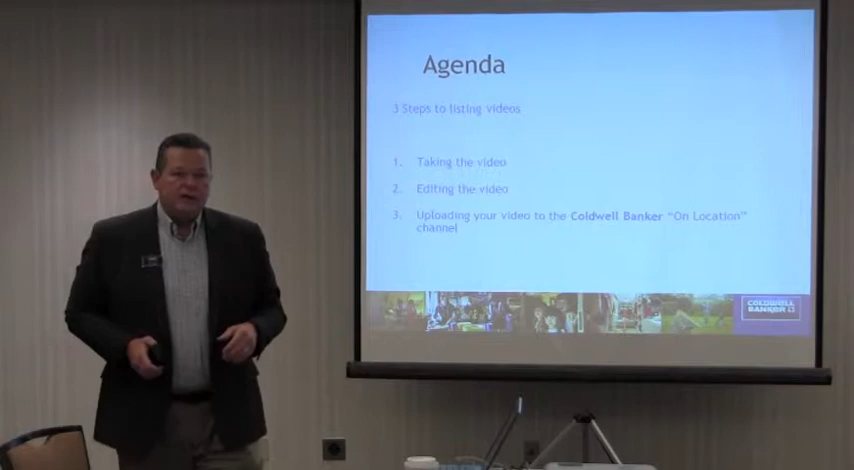 Agenda
3 Steps to listing videos
1. Taking the video
2. Editing the video
3. Uploading your video to the Coldwell Banker “On Location”
channel
COLDWELL
BANKER